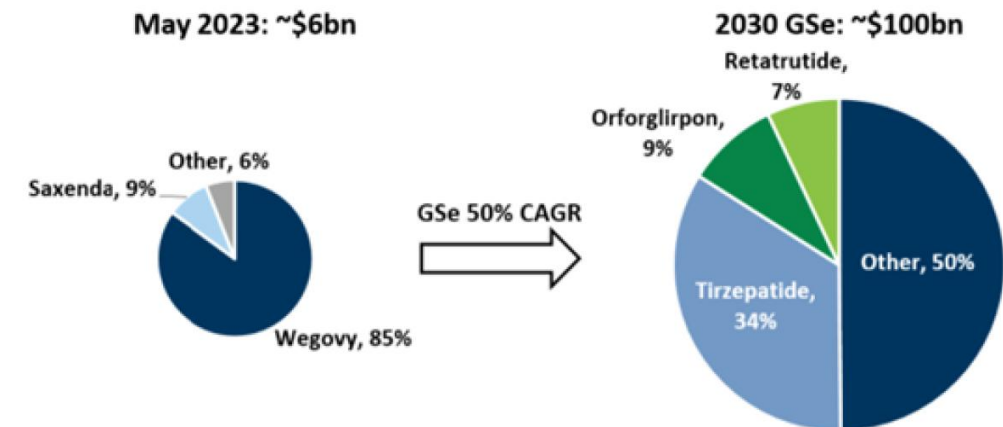 May 2023: ~$6bn
Other, 6%
Saxenda, 9%
Wegovy, 85%
GSe 50% CAGR
2030 GSe: ~$100bn
Retatrutide,
7%
Orforglirpon,
9%
Other, 50%
Tirzepatide,
34%